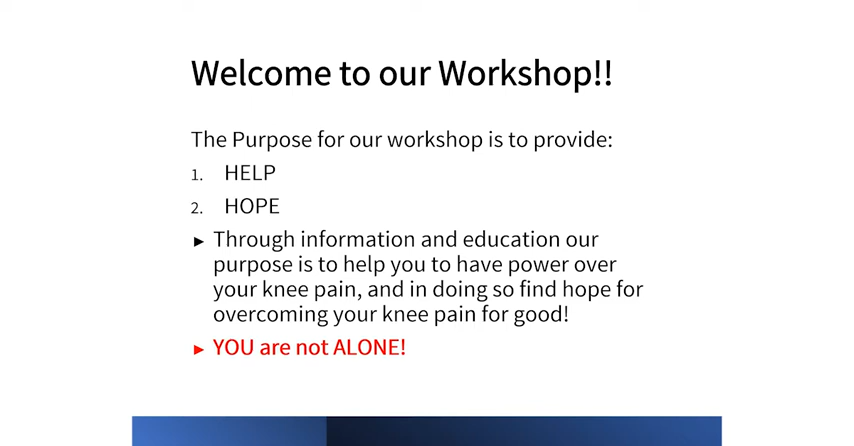 Welcome to our Workshop!!
The Purpose for our workshop is to provide:
1. HELP
2. HOPE
► Through information and education our
purpose is to help you to have power over
your knee pain, and in doing so find hope for
overcoming your knee pain for good!
► YOU are not ALONE!